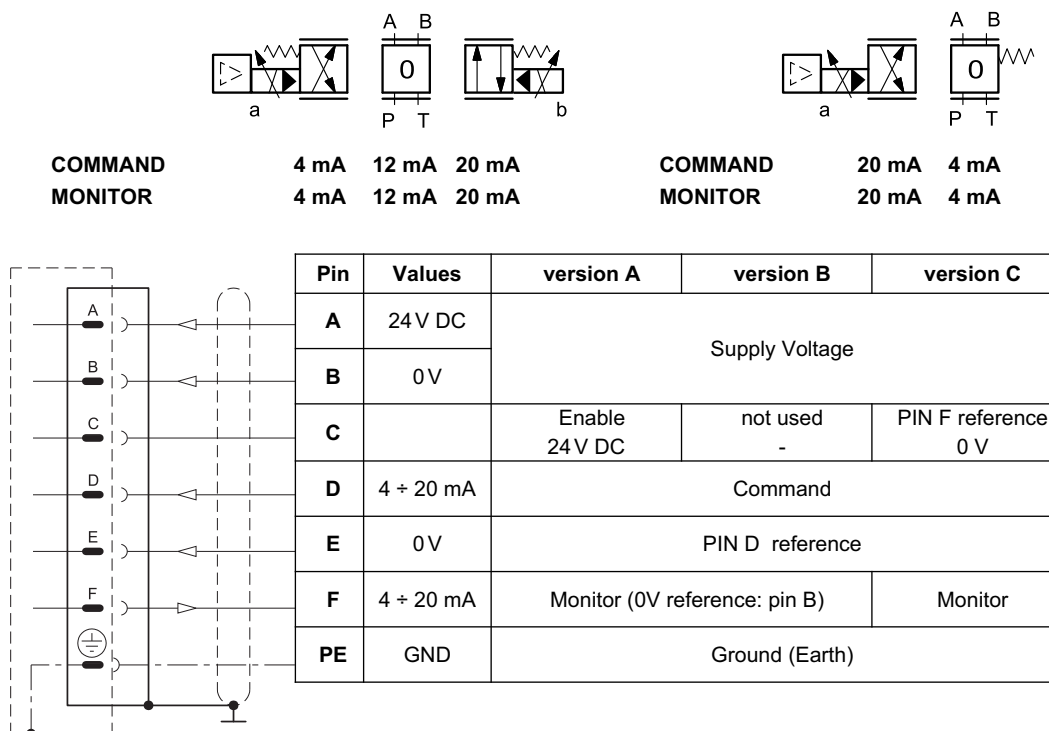 A B A B
0 0
a b a
P T P T
COMMAND 4 mA 12 mA 20 mA COMMAND 20 mA 4 mA
MONITOR 4 mA 12 mA 20 mA MONITOR 20 mA 4 mA
Pin Values version A version B version C
A A 24 V DC
Supply Voltage
B B 0 V
C C Enable not used PIN F reference
24 V DC - 0 V
D D 4 ÷ 20 mA Command
E E 0 V PIN D reference
F F 4 ÷ 20 mA Monitor (0V reference: pin B) Monitor
PE GND Ground (Earth)